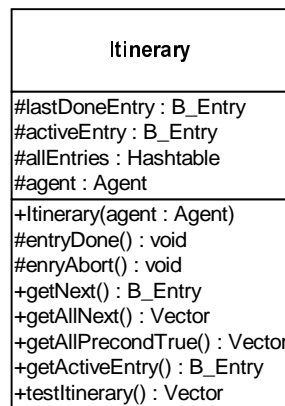 Itinerary
#lastDoneEntry : B_Entry
#activeEntry : B_Entry
#allEntries : Hashtable
#agent : Agent
+Itinerary(agent : Agent)
#entryDone() : void
#enryAbort() : void
+getNext() : B_Entry
+getAllNext() : Vector
+getAllPrecondTrue() : Vector
+getActiveEntry() : B_Entry
+testItinerary() : Vector